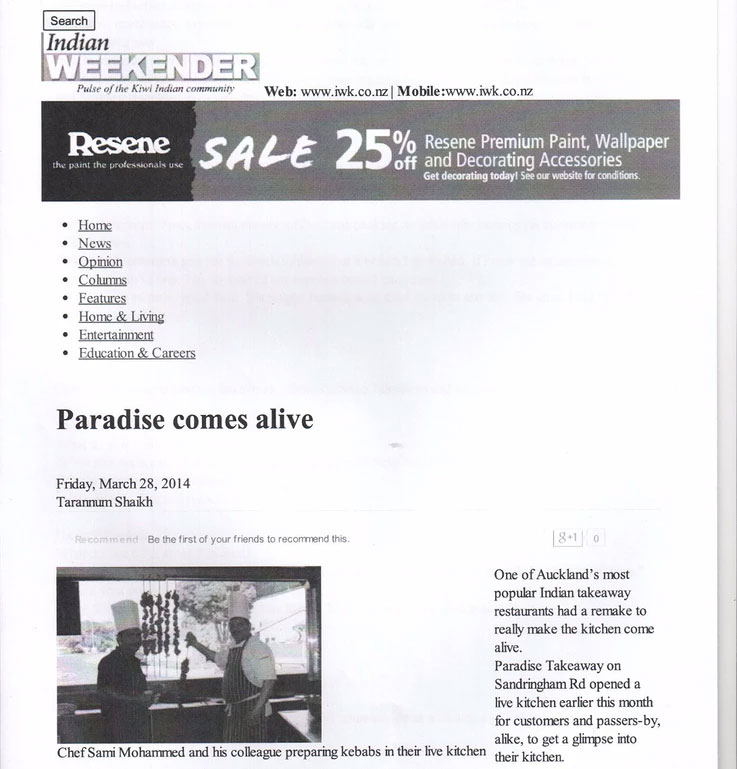 Search
Indian
WEEKENDER
Pulse of the Kiwi Indian community
Web: www.iwk.co.nz | Mobile:www.iwk.co.nz
Resene
the paint the professionals use
SALE 25% off
Resene Premium Paint, Wallpaper
and Decorating Accessories
Get decorating today! See our website for conditions.
Home
News
Opinion
Columns
Features
Home & Living
Entertainment
Education & Careers
Paradise comes alive
Friday, March 28, 2014
Tarannum Shaikh
Recommend Be the first of your friends to recommend this.
g+1 0
Chef Sami Mohammed and his colleague preparing kebabs in their live kitchen
One of Auckland's most
popular Indian takeaway
restaurants had a remake to
really make the kitchen come
alive.
Paradise Takeaway on
Sandringham Rd opened a
live kitchen earlier this month
for customers and passers-by,
alike, to get a glimpse into
their kitchen.